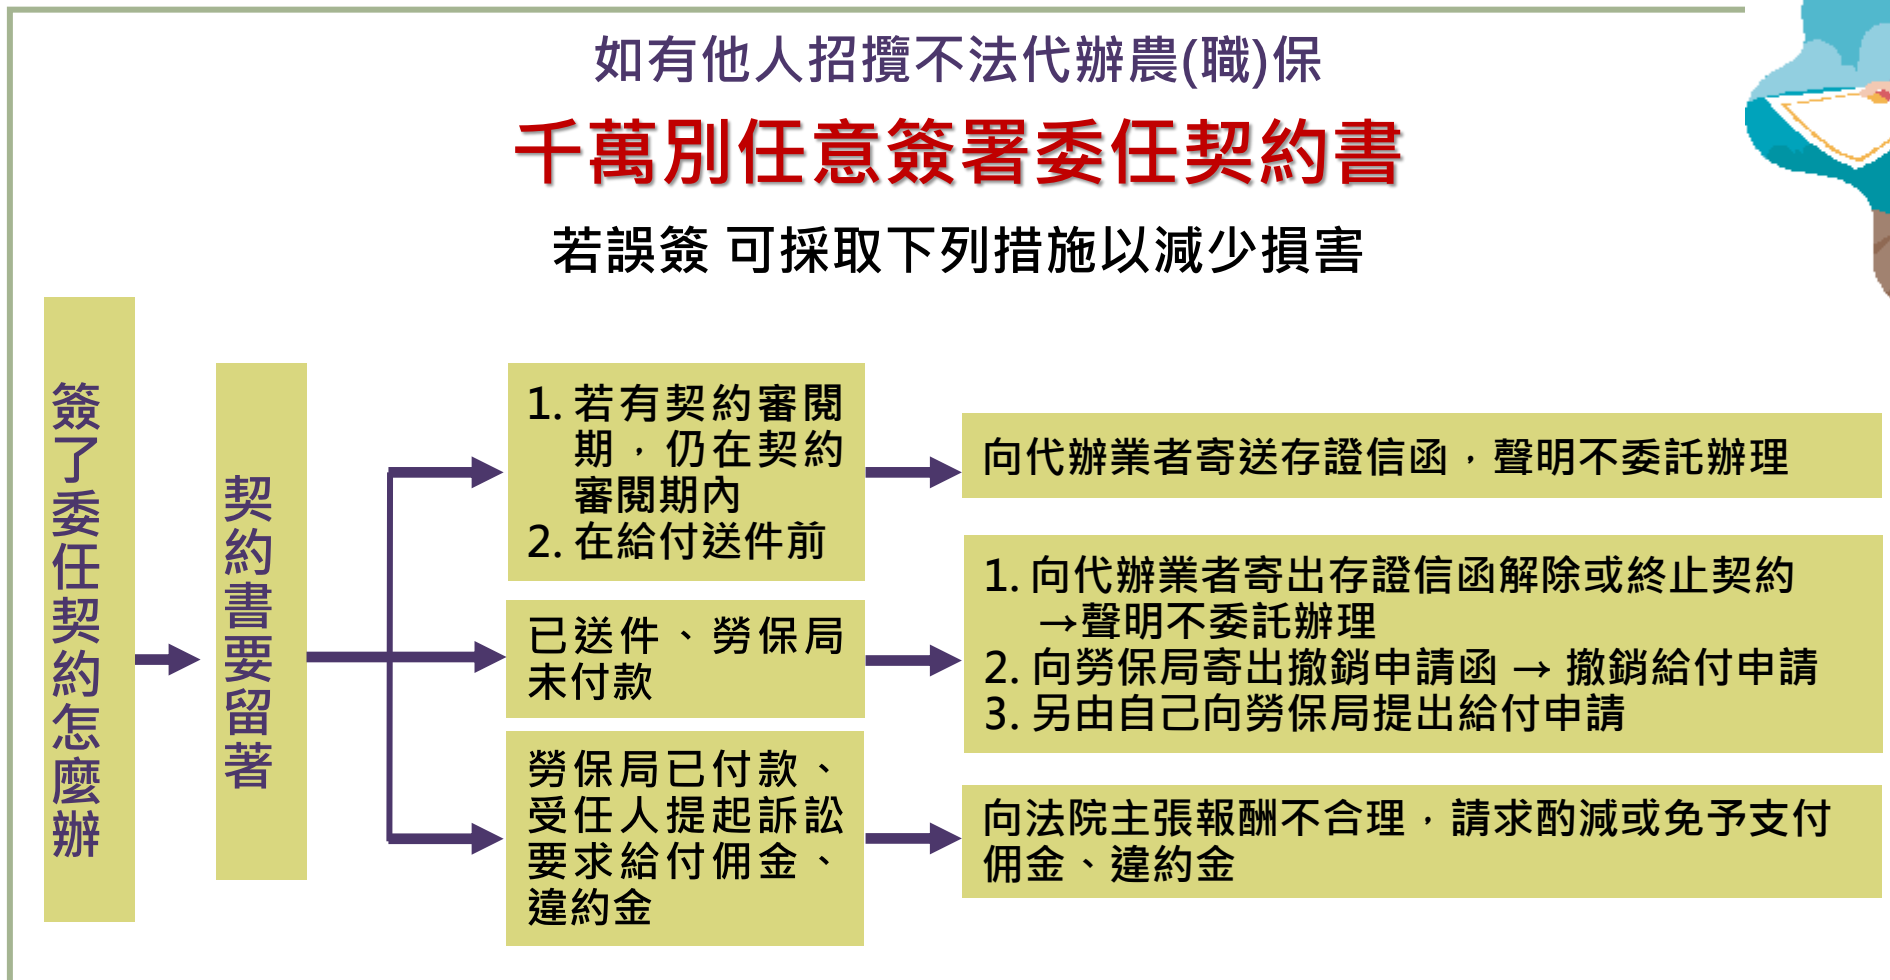 如有他人招攬不法代辦農(職)保
千萬別任意簽署委任契約書
若誤簽 可採取下列措施以減少損害
簽了委任契約怎麼辦
契約書要留著
1. 若有契約審閱
期，仍在契約
審閱期內
2. 在給付送件前
向代辦業者寄送存證信函，聲明不委託辦理
已送件、勞保局
未付款
1. 向代辦業者寄出存證信函解除或終止契約
→聲明不委託辦理
2. 向勞保局寄出撤銷申請函 → 撤銷給付申請
3. 另由自己向勞保局提出給付申請
勞保局已付款、
受任人提起訴訟
要求給付佣金、
違約金
向法院主張報酬不合理，請求酌減或免予支付
佣金、違約金